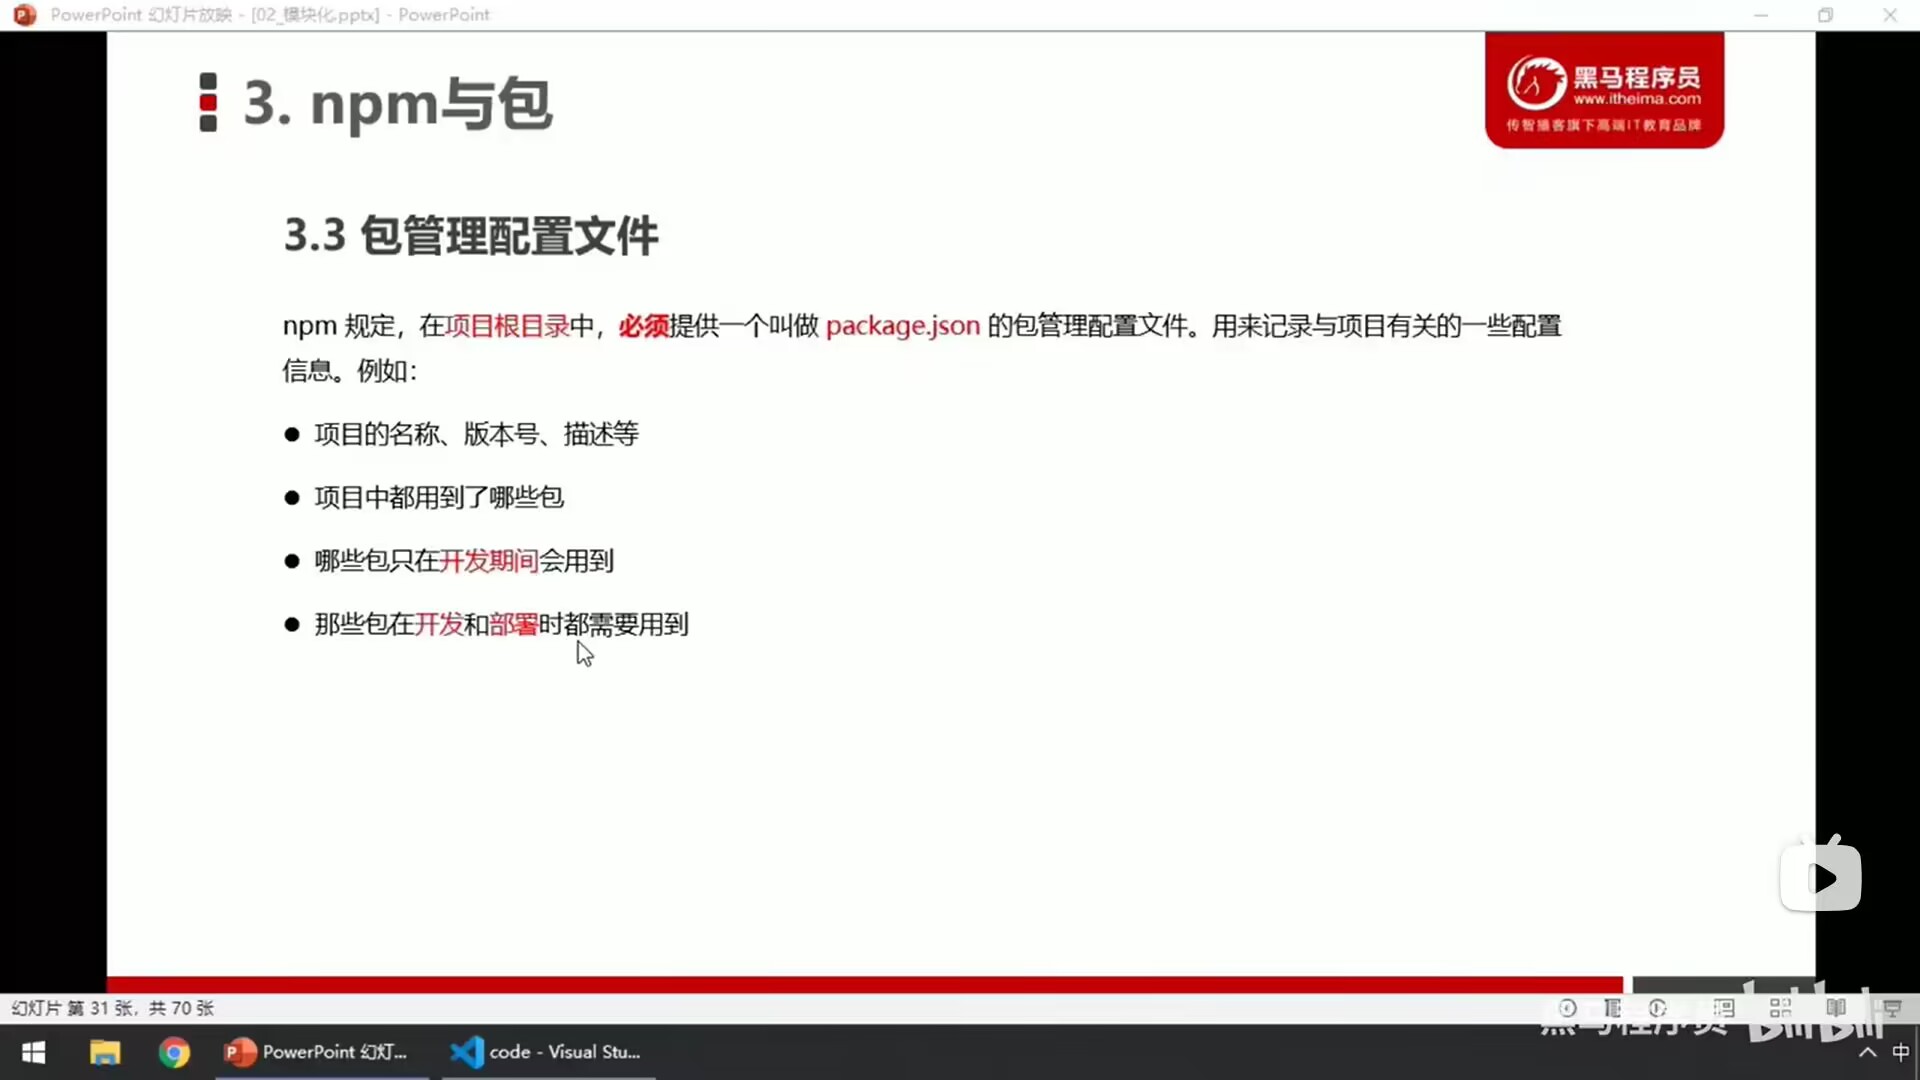 PowerPoint 幻灯片放映 - [02_模块化.pptx] - PowerPoint
3. npm与包
黑马程序员
www.itheima.com
传智播客旗下高端IT教育品牌
3.3 包管理配置文件
npm 规定，在项目根目录中，必须提供一个叫做 package.json 的包管理配置文件。用来记录与项目有关的一些配置
信息。例如：
项目的名称、版本号、描述等
项目中都用到了哪些包
哪些包只在开发期间会用到
那些包在开发和部署时都需要用到
幻灯片 第 31 张，共 70 张
黑马程序员 bilibili
PowerPoint 幻灯...
code - Visual Stu...
中